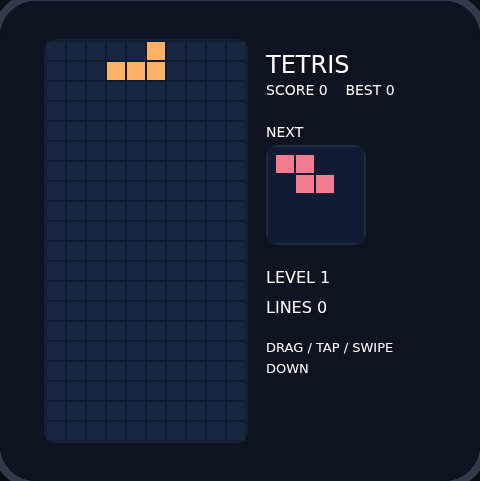 TETRIS
SCORE 0 BEST 0
NEXT
LEVEL 1
LINES 0
DRAG / TAP / SWIPE
DOWN